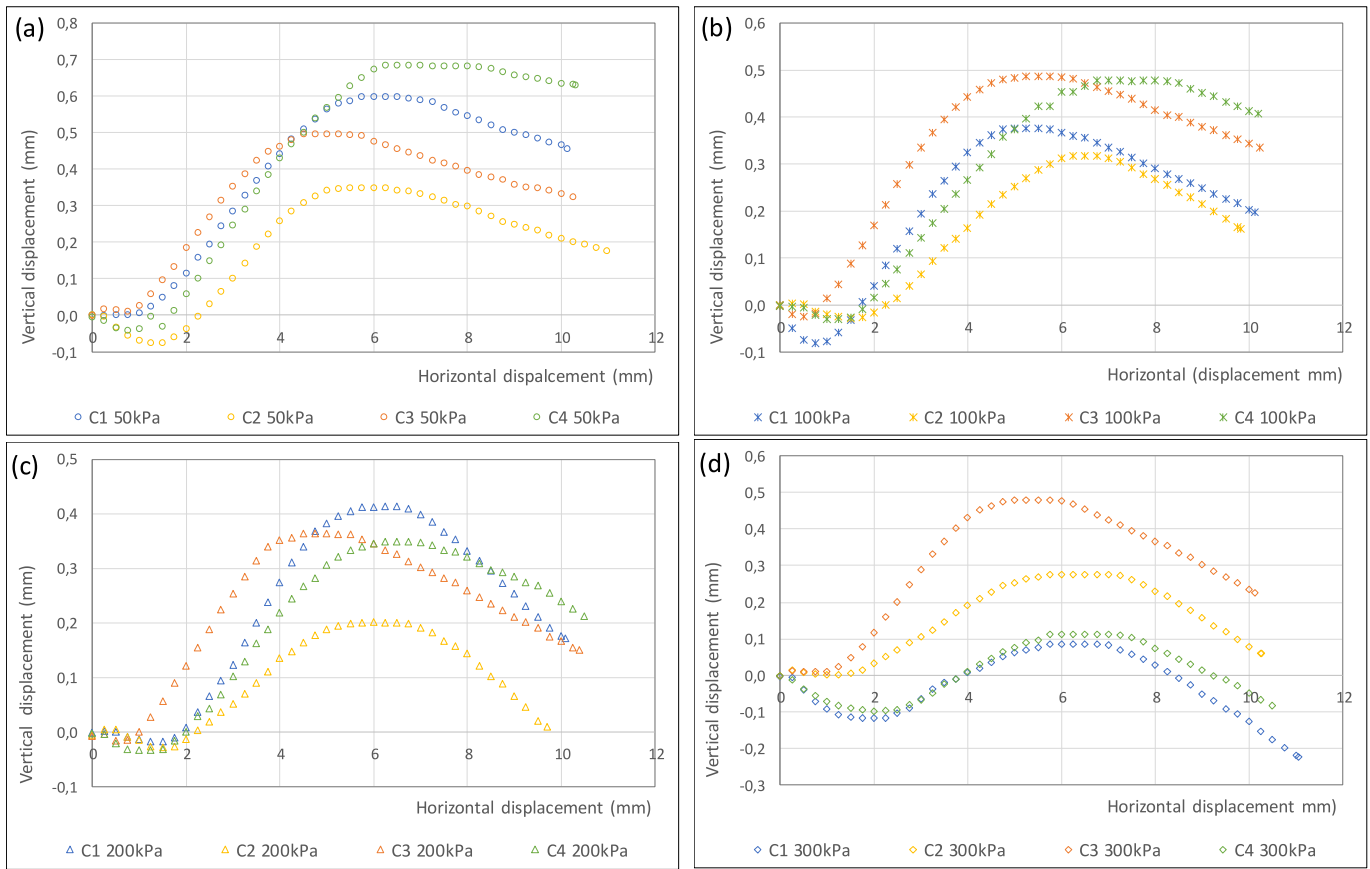 (a)
0,8
0,7
0,6
0,5
0,4
0,3
0,2
0,1
0,0
-0,1
Vertical displacement (mm)
0 2 4 6 8 10 12
Horizontal dispalcement (mm)
C1 50kPa C2 50kPa C3 50kPa C4 50kPa
(b)
0,6
0,5
0,4
0,3
0,2
0,1
0,0
-0,1
Vertical displacement (mm)
0 2 4 6 8 10 12
Horizontal (displacement mm)
C1 100kPa C2 100kPa C3 100kPa C4 100kPa
(c)
0,5
0,4
0,3
0,2
0,1
0,0
-0,1
Vertical displacement (mm)
0 2 4 6 8 10 12
Horizontal displacement (mm)
C1 200kPa C2 200kPa C3 200kPa C4 200kPa
(d)
0,6
0,5
0,4
0,3
0,2
0,1
0,0
-0,1
-0,2
-0,3
Vertical displacement (mm)
0 2 4 6 8 10 12
Horizontal displacement mm)
C1 300kPa C2 300kPa C3 300kPa C4 300kPa